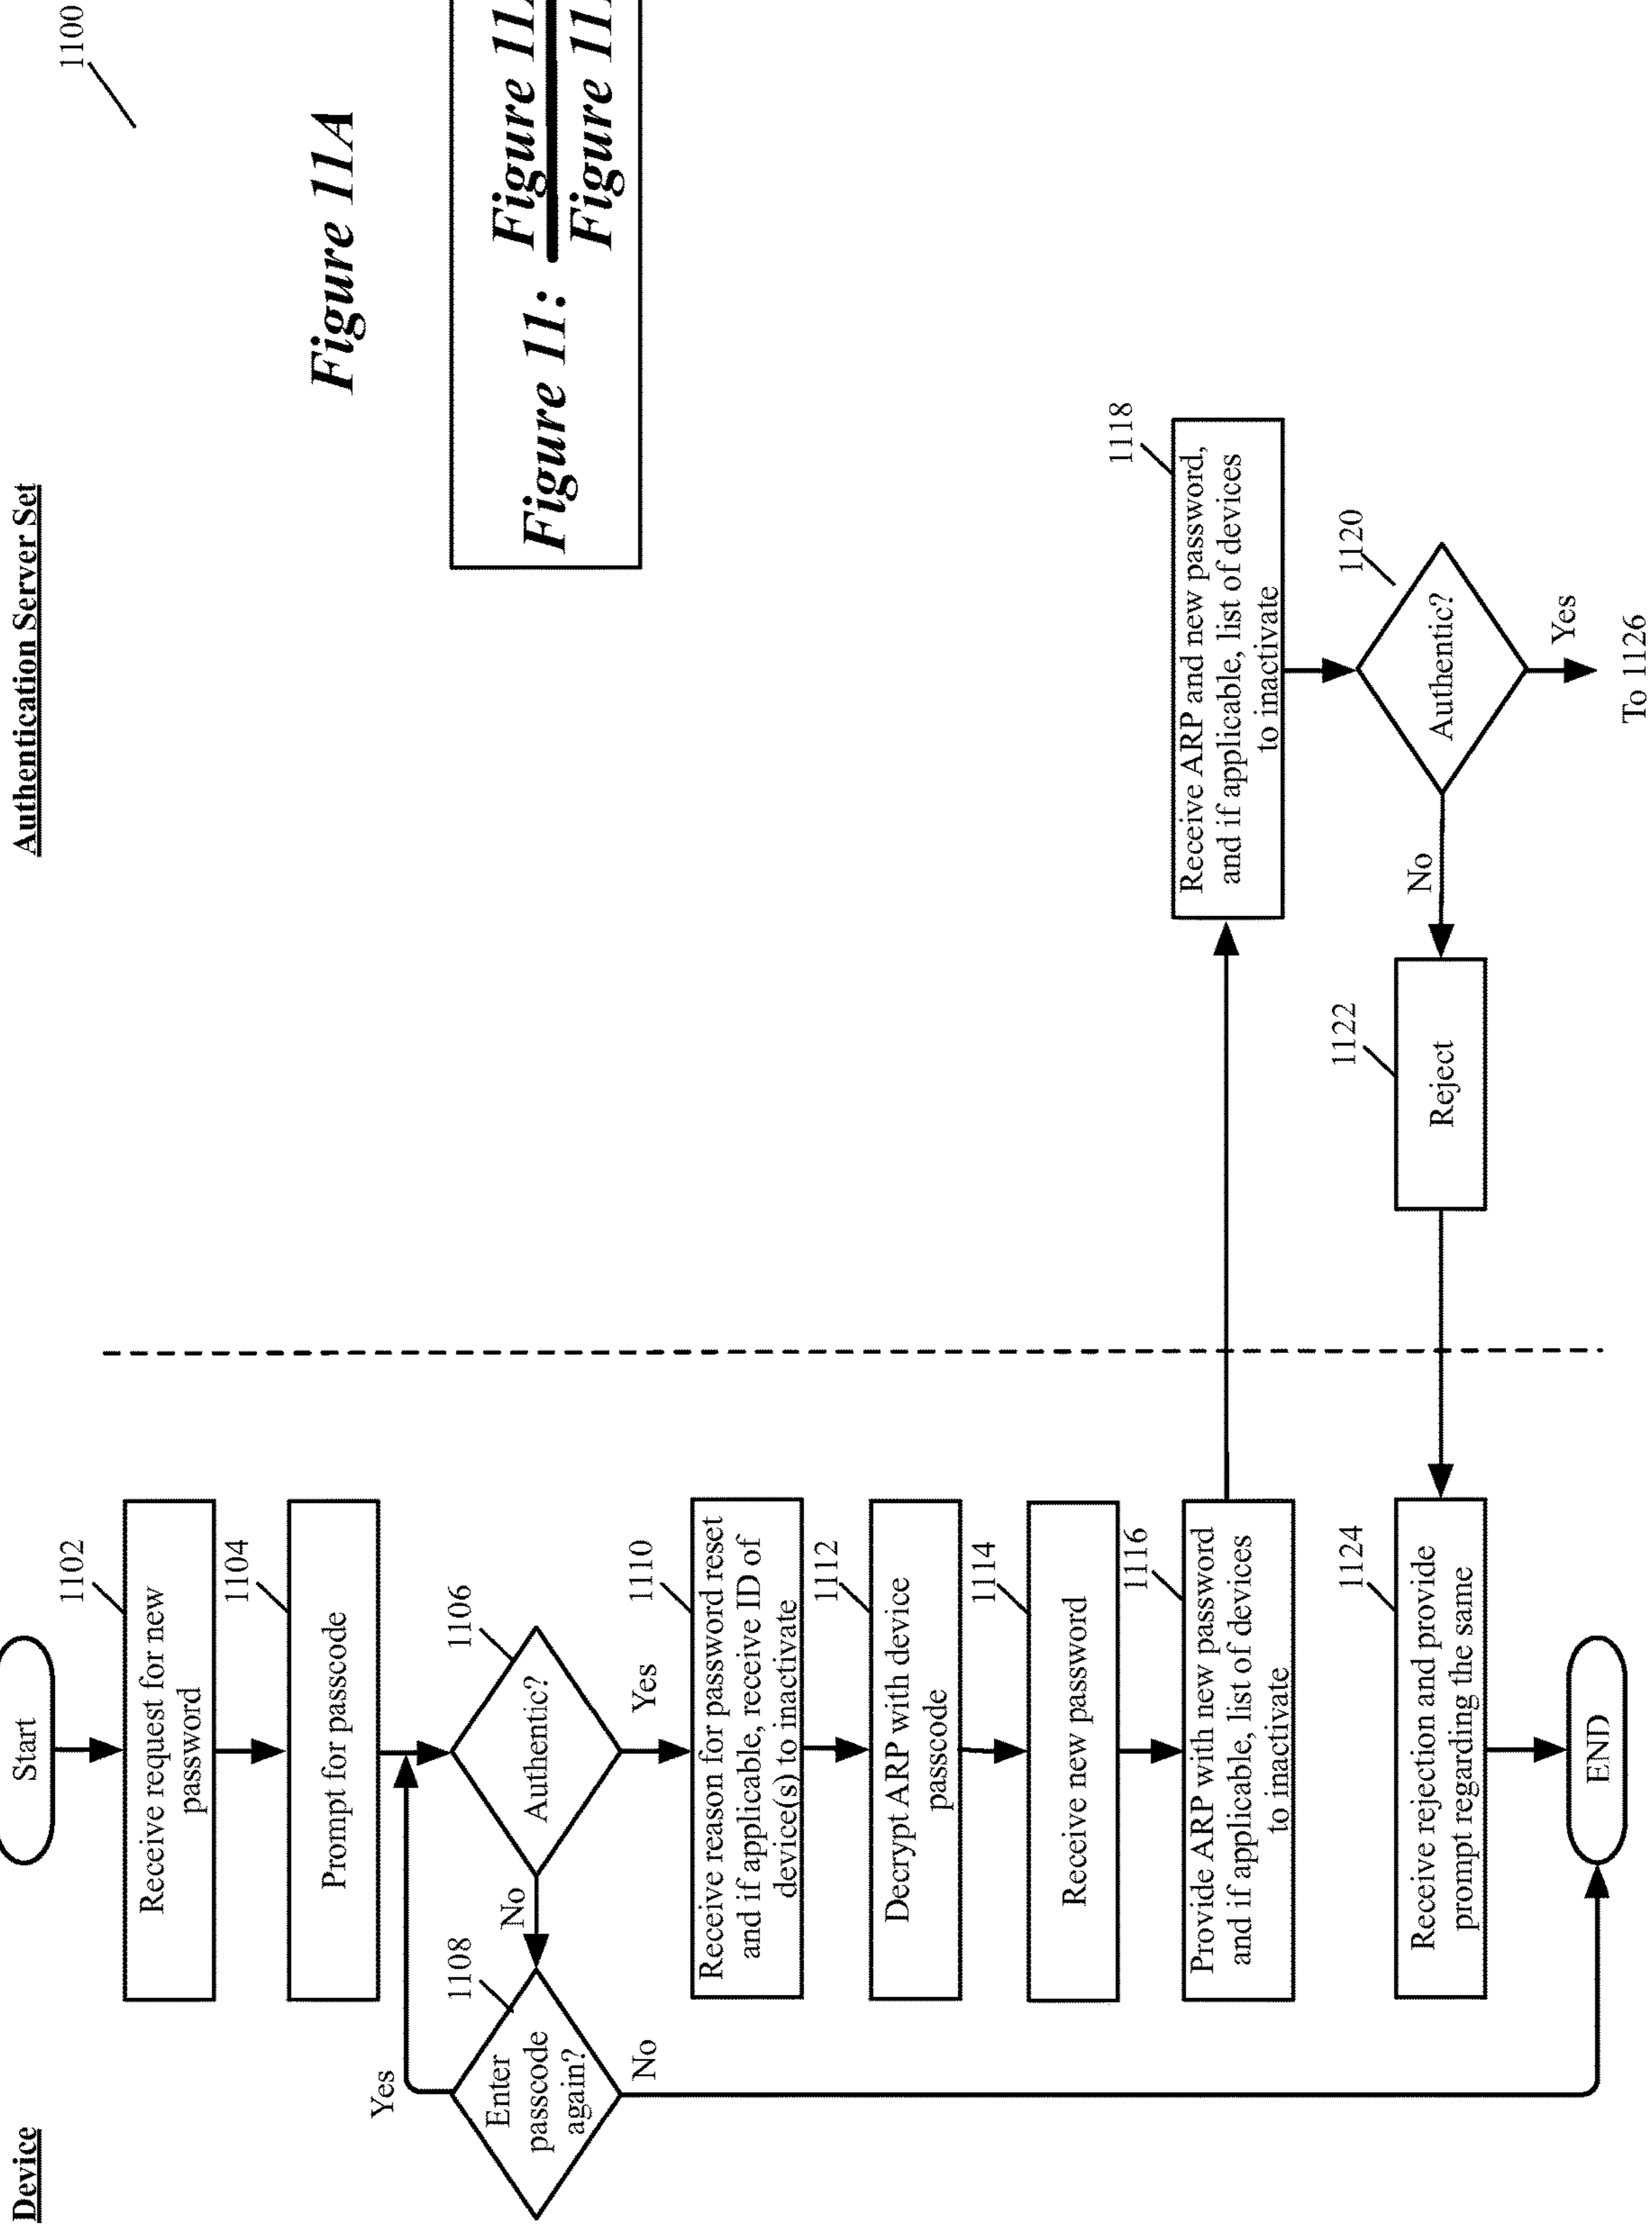 Device
Authentication Server Set
1100
Figure 11A
Figure 11:
Start
1102
Receive request for new
password
1104
Prompt for passcode
1106
Authentic?
No
Yes
1108
Enter
passcode
again?
Yes
No
1110
Receive reason for password reset
and if applicable, receive ID of
device(s) to inactivate
1112
Decrypt ARP with device
passcode
1114
Receive new password
1116
Provide ARP with new password
and if applicable, list of devices
to inactivate
1118
Receive ARP and new password,
and if applicable, list of devices
to inactivate
1120
Authentic?
No
Yes
To 1126
1122
Reject
1124
Receive rejection and provide
prompt regarding the same
END
Figure
Figure